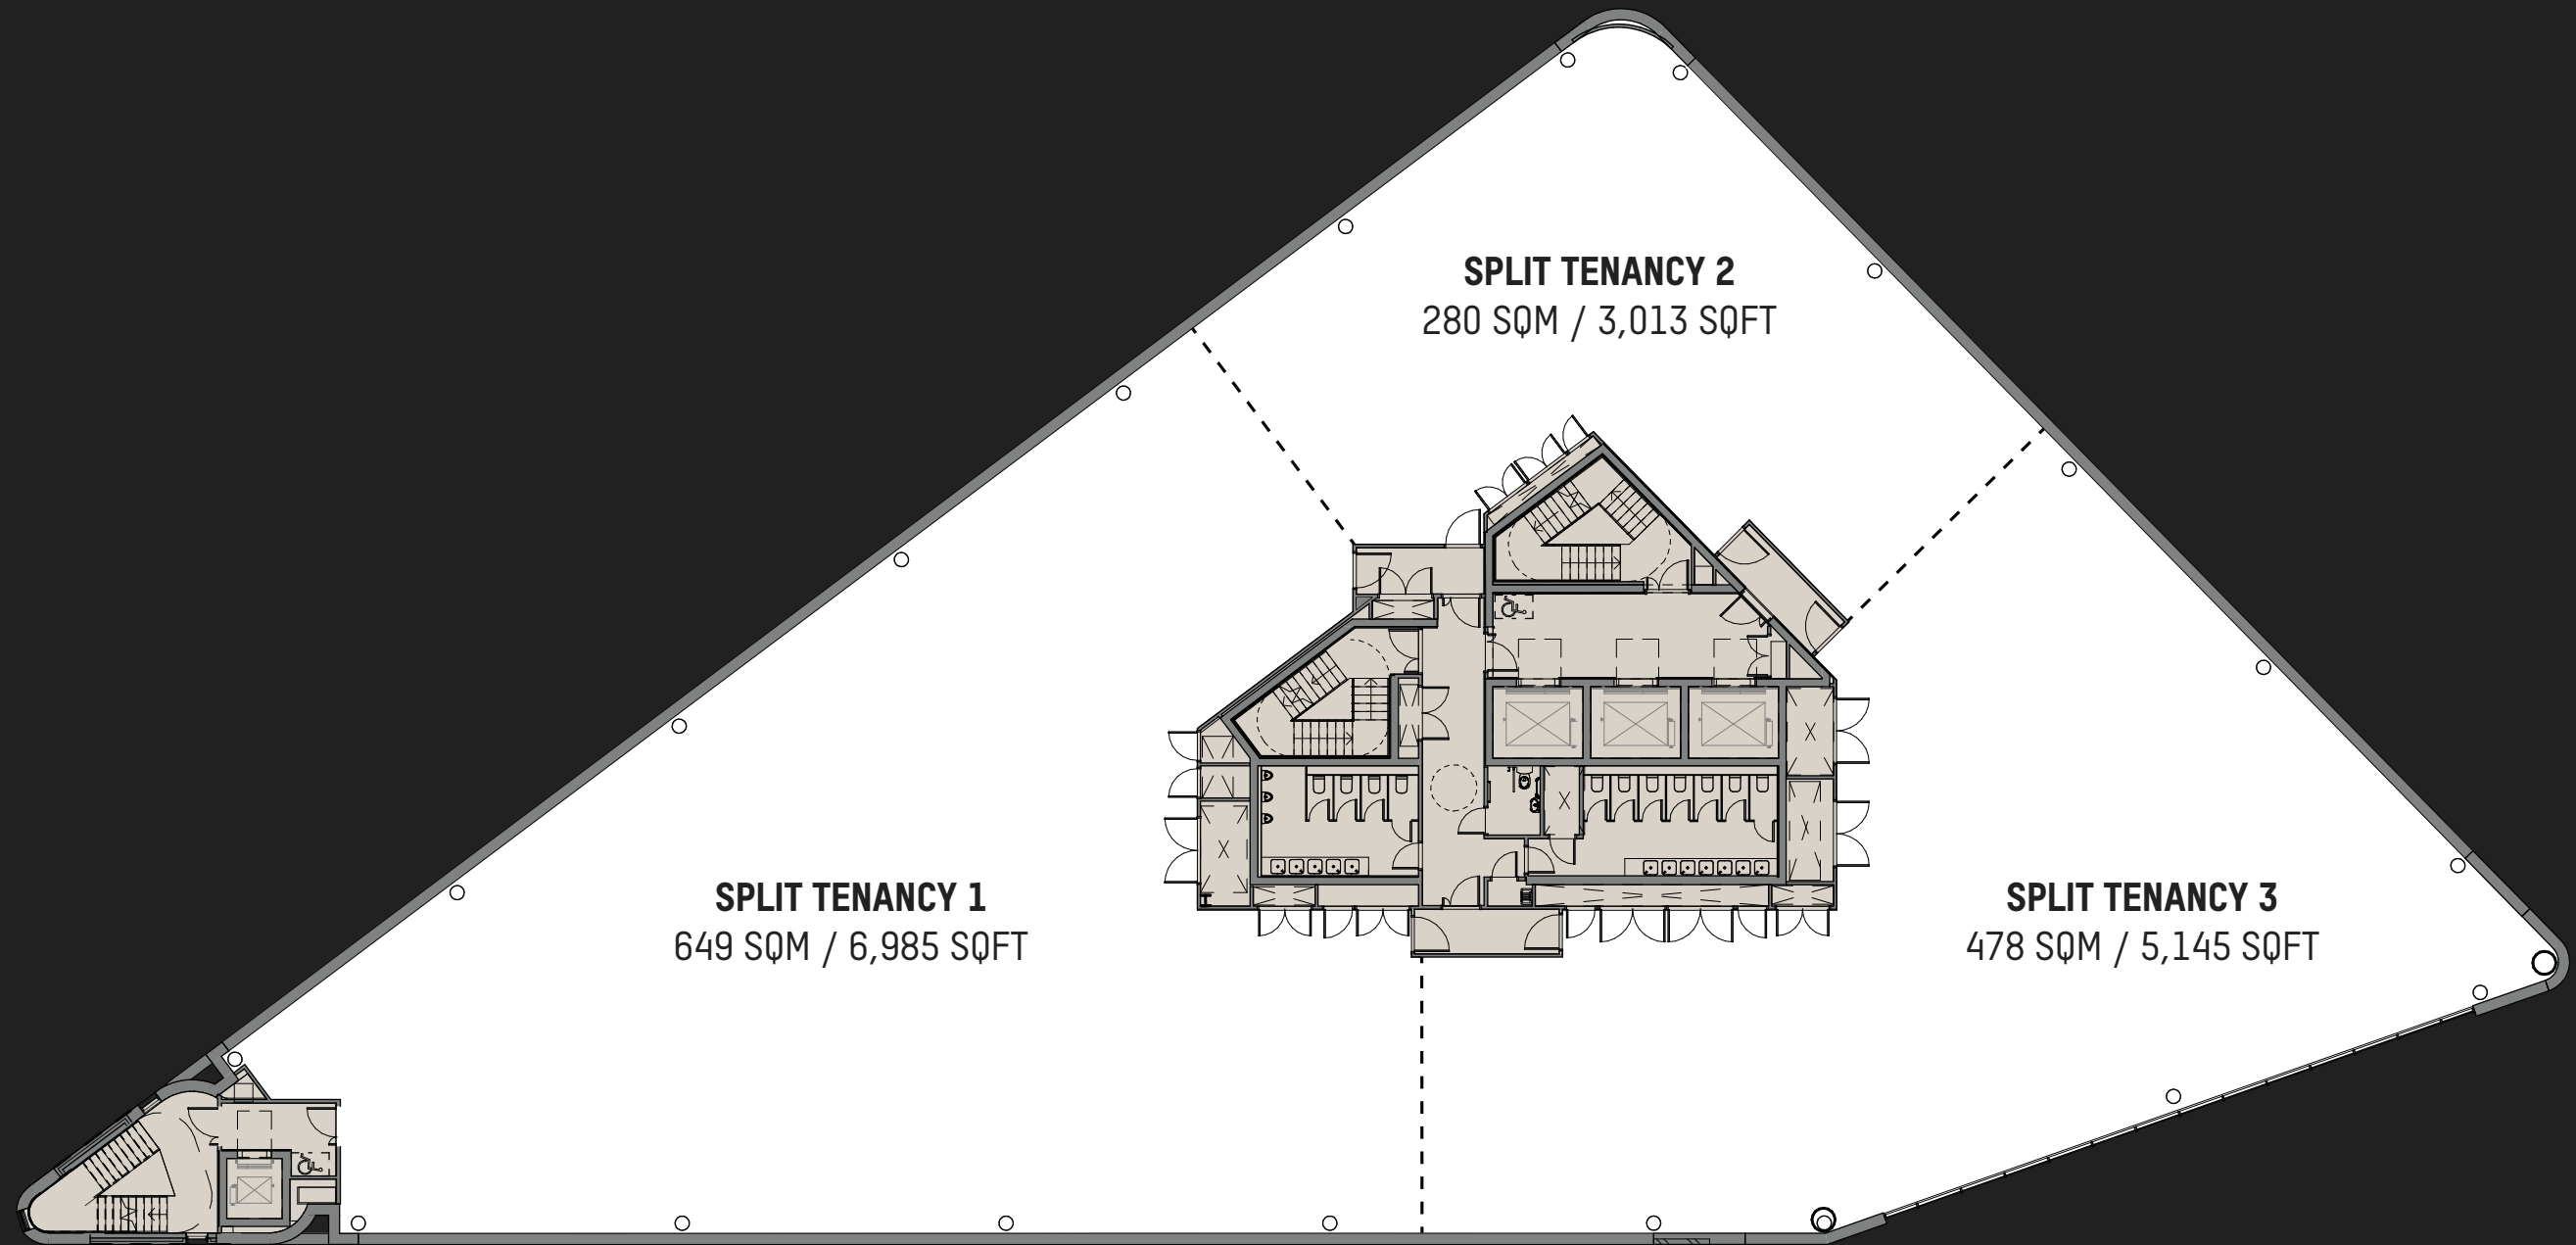 SPLIT TENANCY 2
280 SQM / 3,013 SQFT
SPLIT TENANCY 1
649 SQM / 6,985 SQFT
SPLIT TENANCY 3
478 SQM / 5,145 SQFT